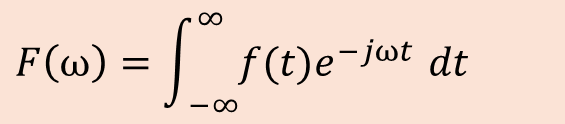 F(ω) = ∫_{-∞}^{∞} f(t)e^{-jωt} dt